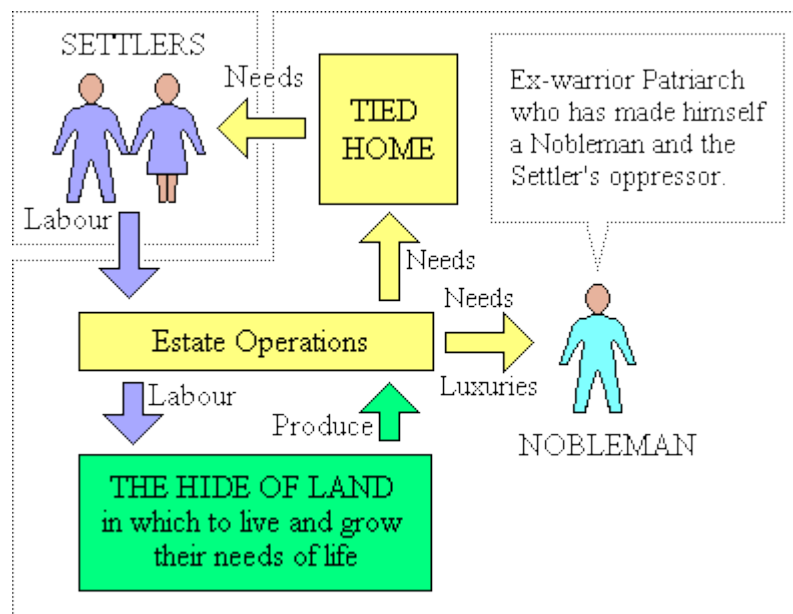 SETTLERS
Needs
TIED
HOME
Ex-warrior Patriarch
who has made himself
a Nobleman and the
Settler's oppressor.
Labour
Needs
Needs
Estate Operations
Luxuries
Labour
Produce
NOBLEMAN
THE HIDE OF LAND
in which to live and grow
their needs of life